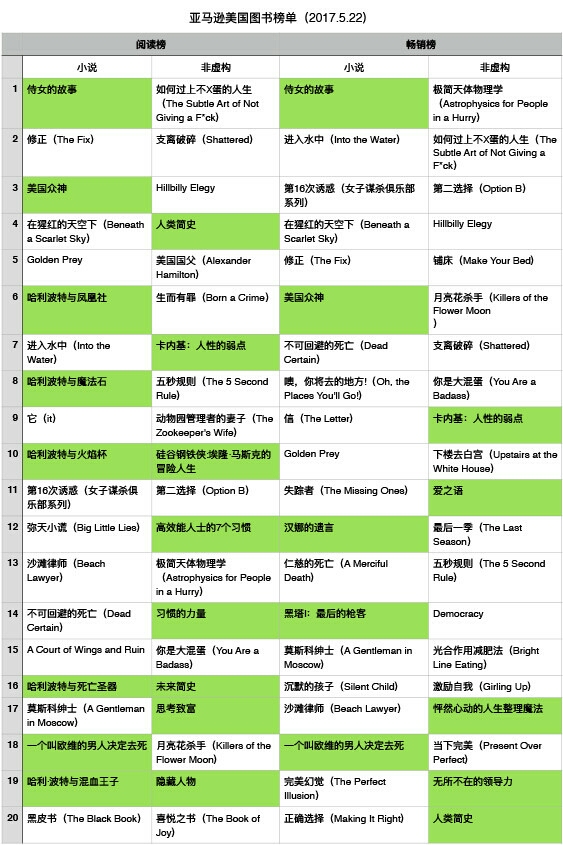 亚马逊美国图书榜单（2017.5.22）
阅读榜 畅销榜
小说 非虚构 小说 非虚构
1 侍女的故事 如何过上不X蛋的人生 侍女的故事 极简天体物理学
（The Subtle Art of Not （Astrophysics for People
Giving a F*ck） in a Hurry）
2 修正（The Fix） 支离破碎（Shattered） 进入水中（Into the Water） 如何过上不X蛋的人生（The
Subtle Art of Not Giving a
F*ck）
3 美国众神 Hillbilly Elegy 第16次诱惑（女子谋杀俱乐部 第二选择（Option B）
系列）
4 在猩红的天空下（Beneath 人类简史 在猩红的天空下（Beneath a Hillbilly Elegy
a Scarlet Sky） Scarlet Sky）
5 Golden Prey 美国国父（Alexander 修正（The Fix） 铺床（Make Your Bed）
Hamilton）
6 哈利波特与凤凰社 生而有罪（Born a Crime） 美国众神 月亮花杀手（Killers of the
Flower Moon
）
7 进入水中（Into the 卡内基：人性的弱点 不可回避的死亡（Dead 支离破碎（Shattered）
Water） Certain）
8 哈利波特与魔法石 五秒规则（The 5 Second 噢，你将去的地方!（Oh, the 你是大混蛋（You Are a
Rule） Places You'll Go!） Badass）
9 它（it） 动物园管理者的妻子（The 信（The Letter） 卡内基：人性的弱点
Zookeeper's Wife）
10 哈利波特与火焰杯 硅谷钢铁侠:埃隆·马斯克的 Golden Prey 下楼去白宫（Upstairs at the
冒险人生 White House）
11 第16次诱惑（女子谋杀俱 第二选择（Option B） 失踪者（The Missing Ones） 爱之语
乐部系列）
12 弥天小谎（Big Little Lies） 高效能人士的7个习惯 汉娜的遗言 最后一季（The Last
Season）
13 沙滩律师（Beach 极简天体物理学 仁慈的死亡（A Merciful 五秒规则（The 5 Second
Lawyer） （Astrophysics for People Death） Rule）
in a Hurry）
14 不可回避的死亡（Dead 习惯的力量 黑塔I：最后的枪客 Democracy
Certain）
15 A Court of Wings and Ruin 你是大混蛋（You Are a 莫斯科绅士（A Gentleman in 光合作用减肥法（Bright
Badass） Moscow） Line Eating）
16 哈利波特与死亡圣器 未来简史 沉默的孩子（Silent Child） 激励自我（Girling Up）
17 莫斯科绅士（A Gentleman 思考致富 沙滩律师（Beach Lawyer） 怦然心动的人生整理魔法
in Moscow）
18 一个叫欧维的男人决定去死 月亮花杀手（Killers of the 一个叫欧维的男人决定去死 当下完美（Present Over
Flower Moon） Perfect）
19 哈利·波特与混血王子 隐藏人物 完美幻觉（The Perfect 无所不在的领导力
Illusion）
20 黑皮书（The Black Book） 喜悦之书（The Book of 正确选择（Making It Right） 人类简史
Joy）